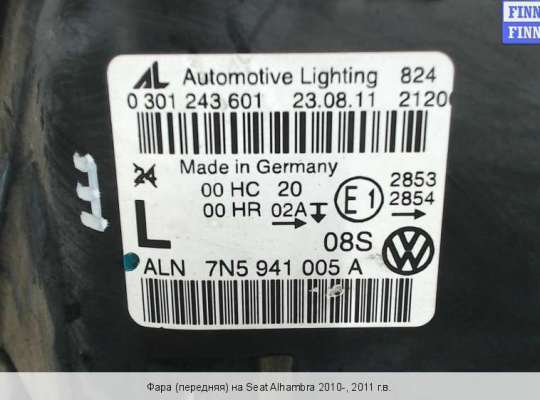 FINN
FINN
AL Automotive Lighting 824
0 301 243 601 23.08.11 2120
Made in Germany
24
00 HC 20
00 HR 02A
E1
2853
2854
L
08S
VW
ALN 7N5 941 005 A
Фара (передняя) на Seat Alhambra 2010-, 2011 г.в.